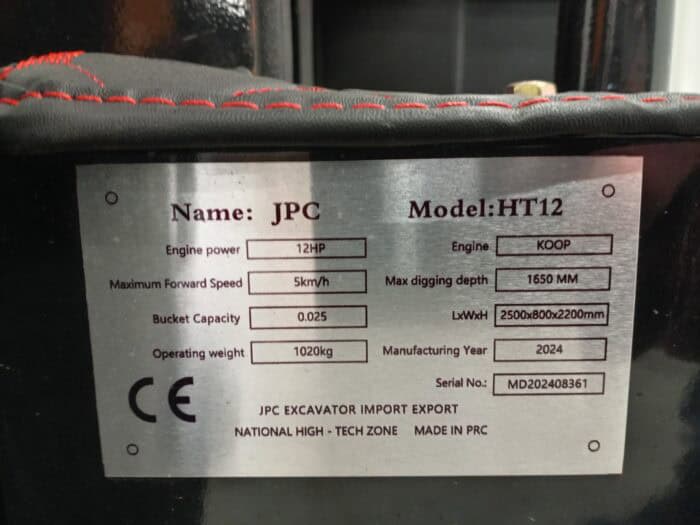 Name: JPC Model:HT12
Engine power 12HP Engine KOOP
Maximum Forward Speed 5km/h Max digging depth 1650 MM
Bucket Capacity 0.025 LxWxH 2500x800x2200mm
Operating weight 1020kg Manufacturing Year 2024
Serial No.: MD202408361
CE
JPC EXCAVATOR IMPORT EXPORT
NATIONAL HIGH - TECH ZONE MADE IN PRC